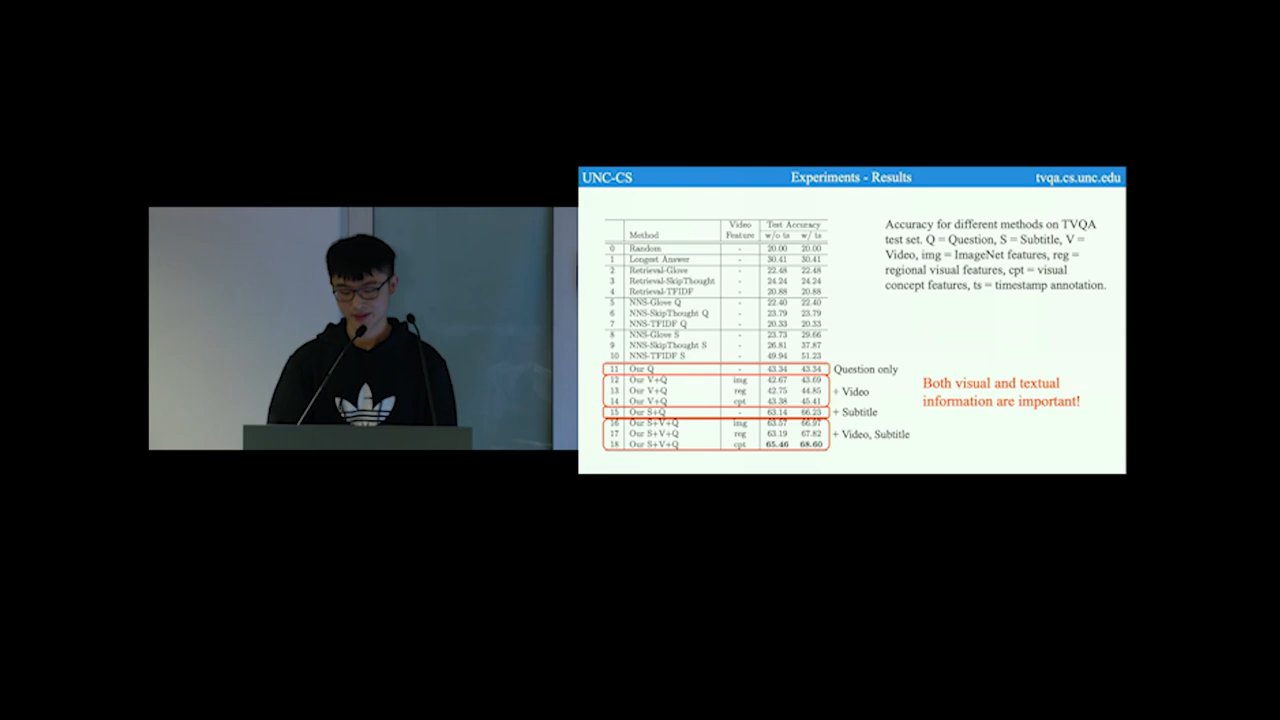 UNC-CS Experiments - Results tvqa.cs.unc.edu
Video Test Accuracy
Method Feature w/o ts w/ ts
0 Random - 20.00 20.00
1 Longest Answer - 30.41 30.41
2 Retrieval-Glove - 22.48 22.48
3 Retrieval-SkipThought - 24.24 24.24
4 Retrieval-TFIDF - 20.88 20.88
5 NNS-Glove Q - 22.40 22.40
6 NNS-SkipThought Q - 23.79 23.79
7 NNS-TFIDF Q - 20.33 20.33
8 NNS-Glove S - 23.73 29.66
9 NNS-SkipThought S - 26.81 37.87
10 NNS-TFIDF S - 49.94 51.23
11 Our Q - 43.34 43.34 Question only
12 Our V+Q img 42.67 43.69
13 Our V+Q reg 42.75 44.85 + Video
14 Our V+Q cpt 43.38 45.41
15 Our S+Q - 63.14 66.23 + Subtitle
16 Our S+V+Q img 63.57 66.97
17 Our S+V+Q reg 63.19 67.82 + Video, Subtitle
18 Our S+V+Q cpt 65.46 68.60
Accuracy for different methods on TVQA
test set. Q = Question, S = Subtitle, V =
Video, img = ImageNet features, reg =
regional visual features, cpt = visual
concept features, ts = timestamp annotation.
Both visual and textual
information are important!